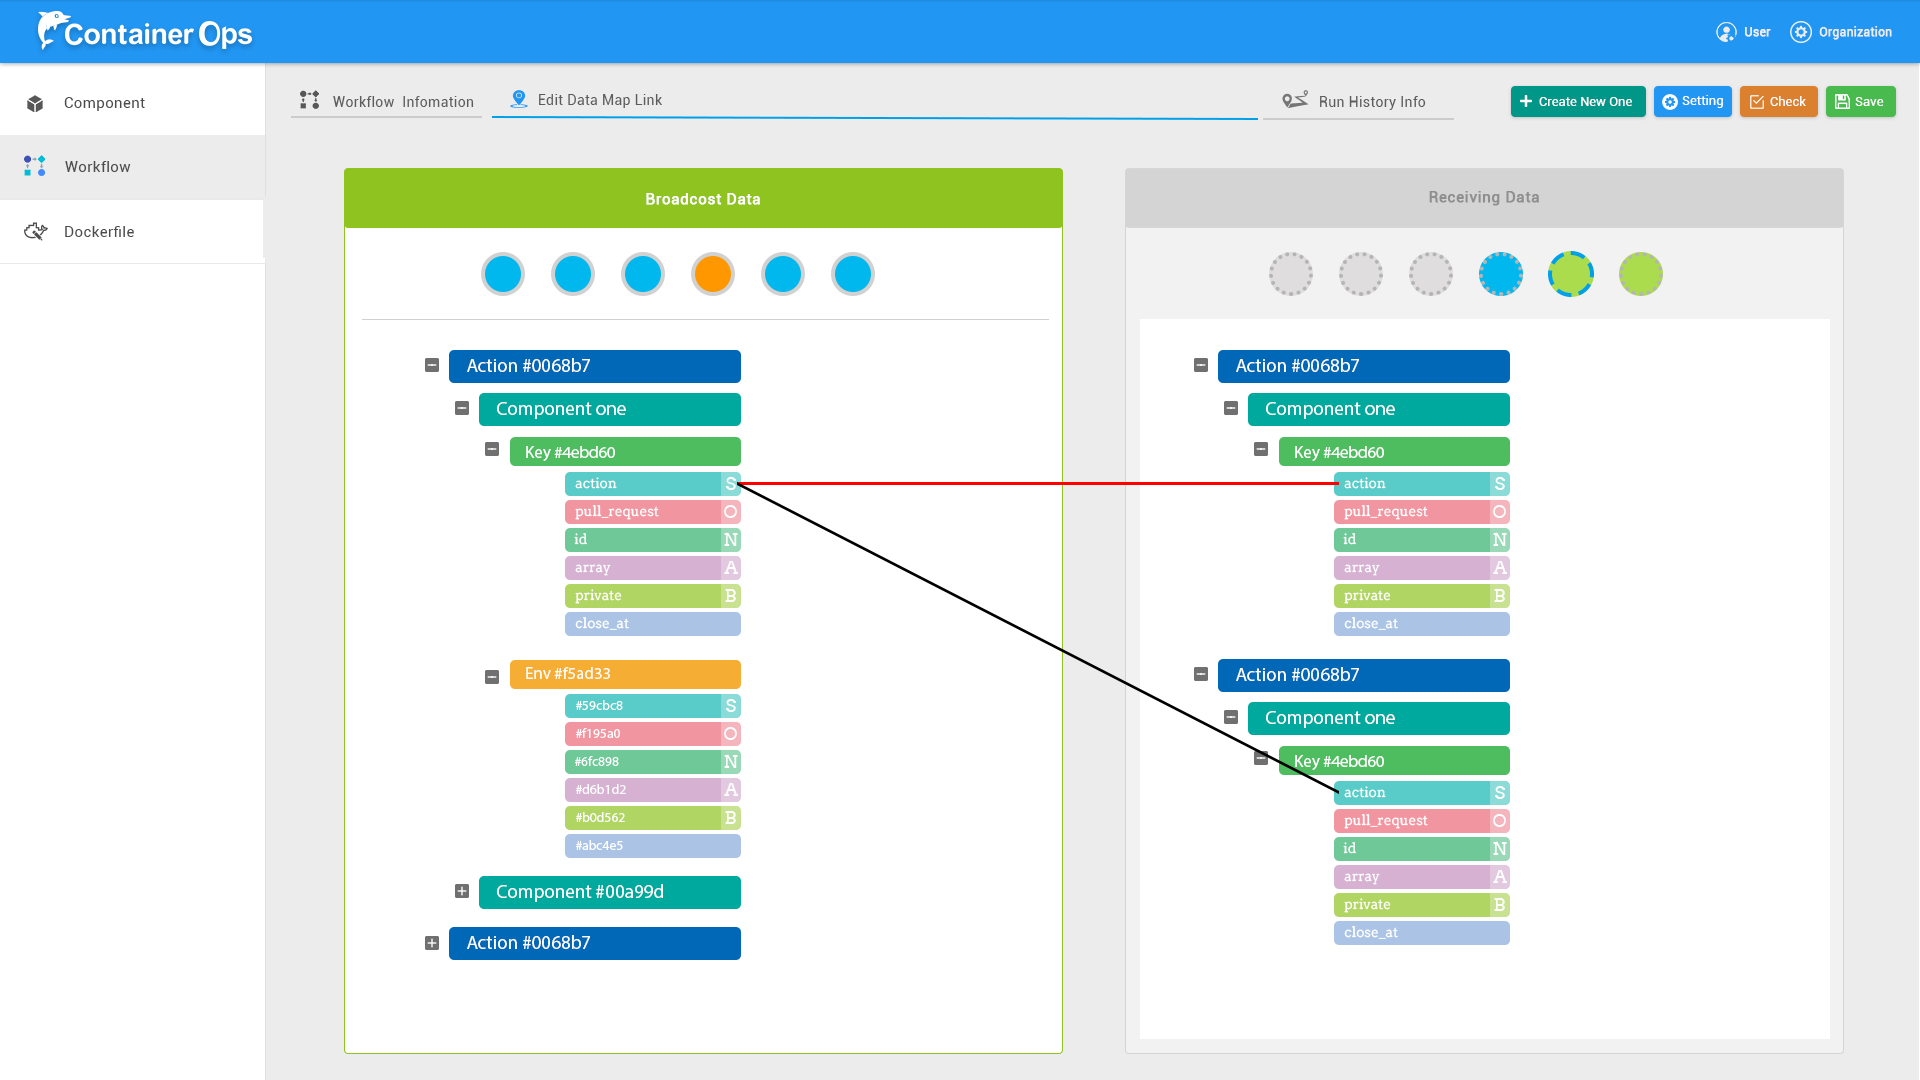 Container Ops
User
Organization
Component
Workflow
Dockerfile
Workflow Infomation
Edit Data Map Link
Run History Info
Create New One
Setting
Check
Save
Broadcost Data
Action #0068b7
Component one
Key #4ebd60
action S
pull_request O
id N
array A
private B
close_at
Env #f5ad33
#59cbc8 S
#f195a0 O
#6fc898 N
#d6b1d2 A
#b0d562 B
#abc4e5
Component #00a99d
Action #0068b7
Receiving Data
Action #0068b7
Component one
Key #4ebd60
action S
pull_request O
id N
array A
private B
close_at
Action #0068b7
Component one
Key #4ebd60
action S
pull_request O
id N
array A
private B
close_at